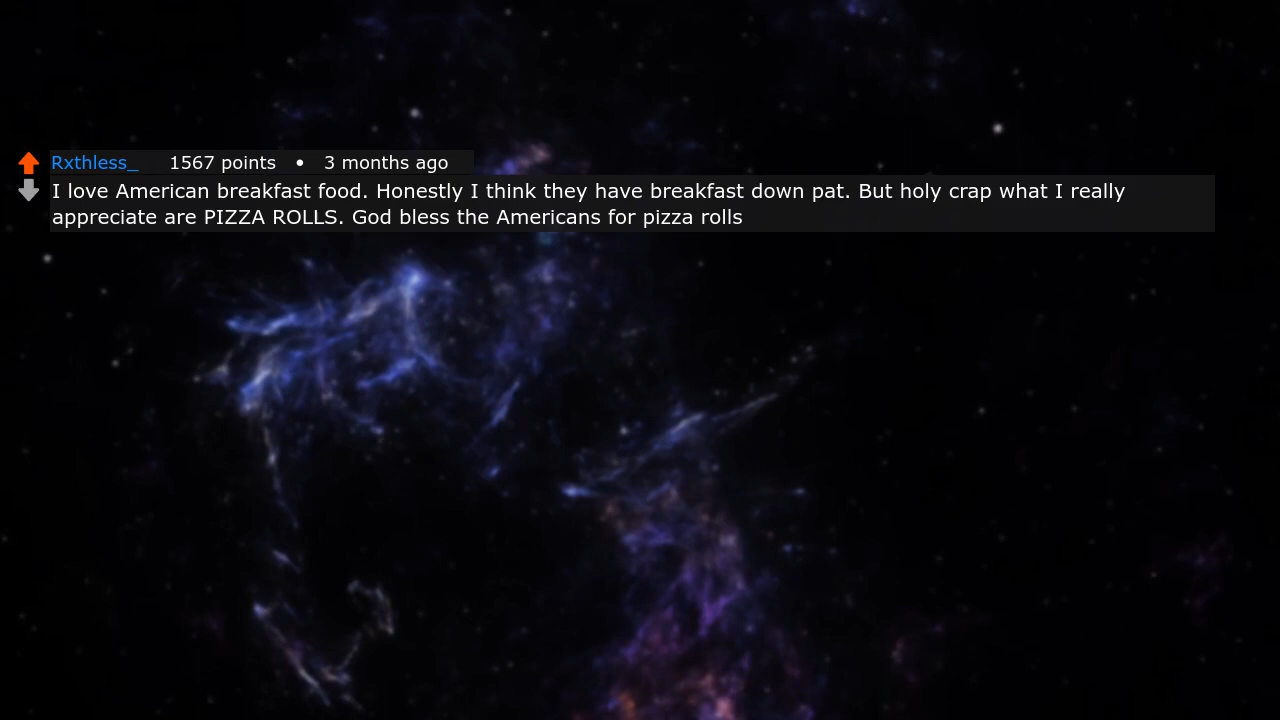 Rxthless_ 1567 points • 3 months ago
I love American breakfast food. Honestly I think they have breakfast down pat. But holy crap what I really
appreciate are PIZZA ROLLS. God bless the Americans for pizza rolls